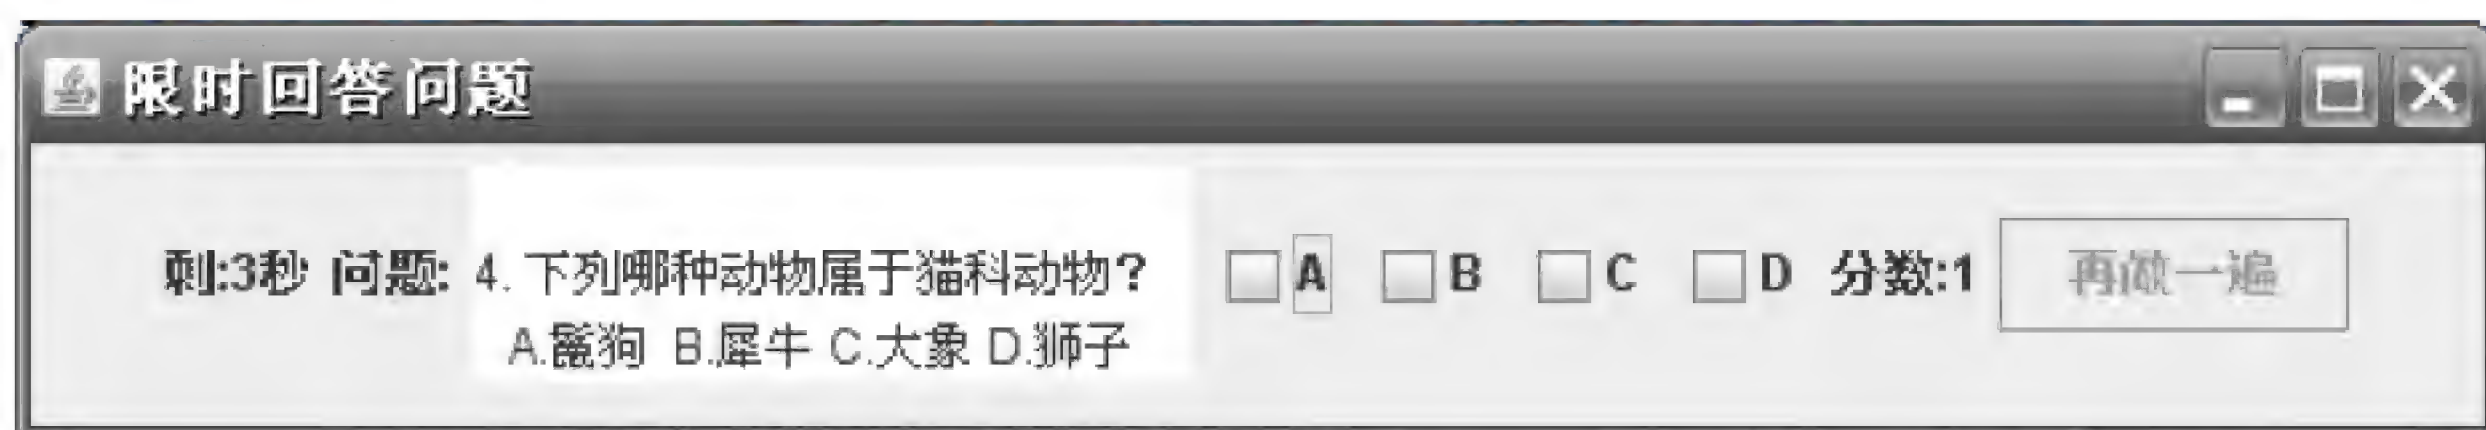 限时回答问题
剩:3秒 问题: 4. 下列哪种动物属于猫科动物? A B C D 分数:1 再做一遍
A.鬣狗 B.犀牛 C.大象 D.狮子